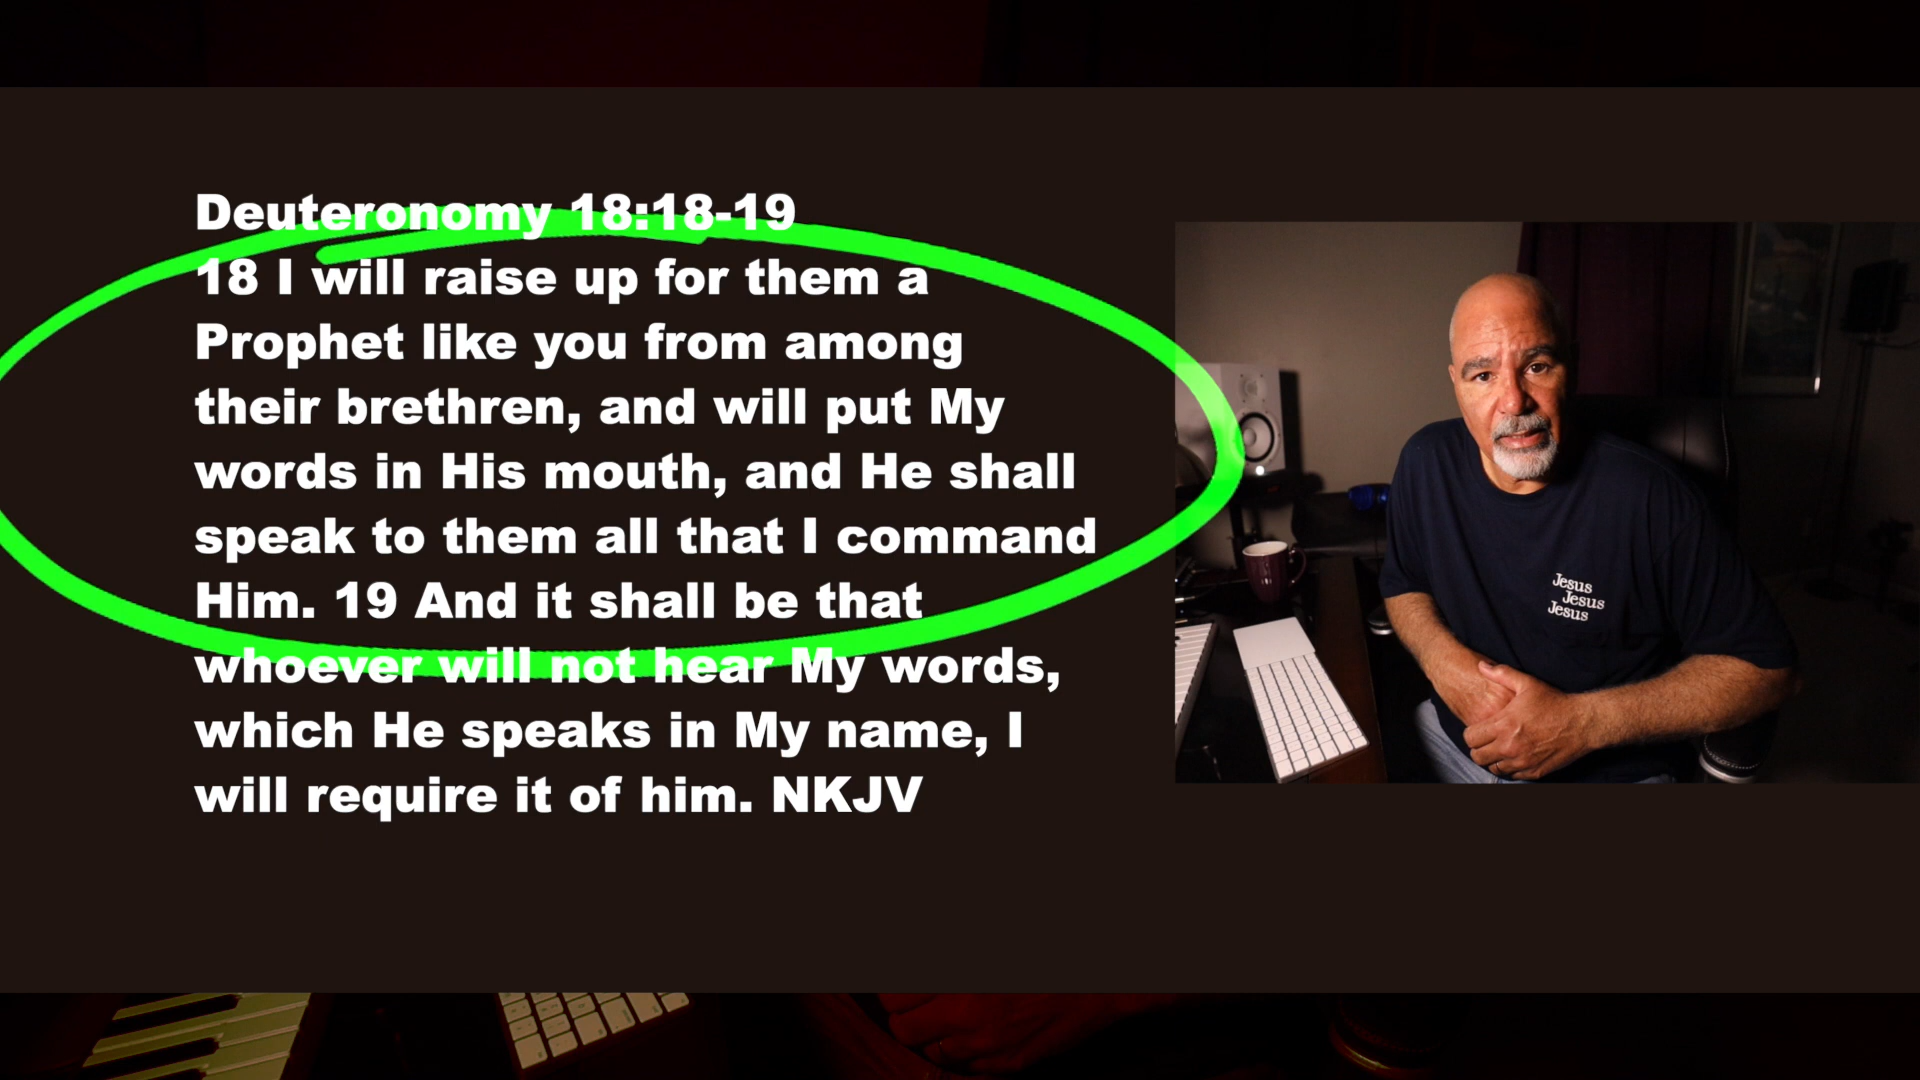 Deuteronomy 18:18-19
18 I will raise up for them a
Prophet like you from among
their brethren, and will put My
words in His mouth, and He shall
speak to them all that I command
Him. 19 And it shall be that
whoever will not hear My words,
which He speaks in My name, I
will require it of him. NKJV
Jesus
Jesus
Jesus